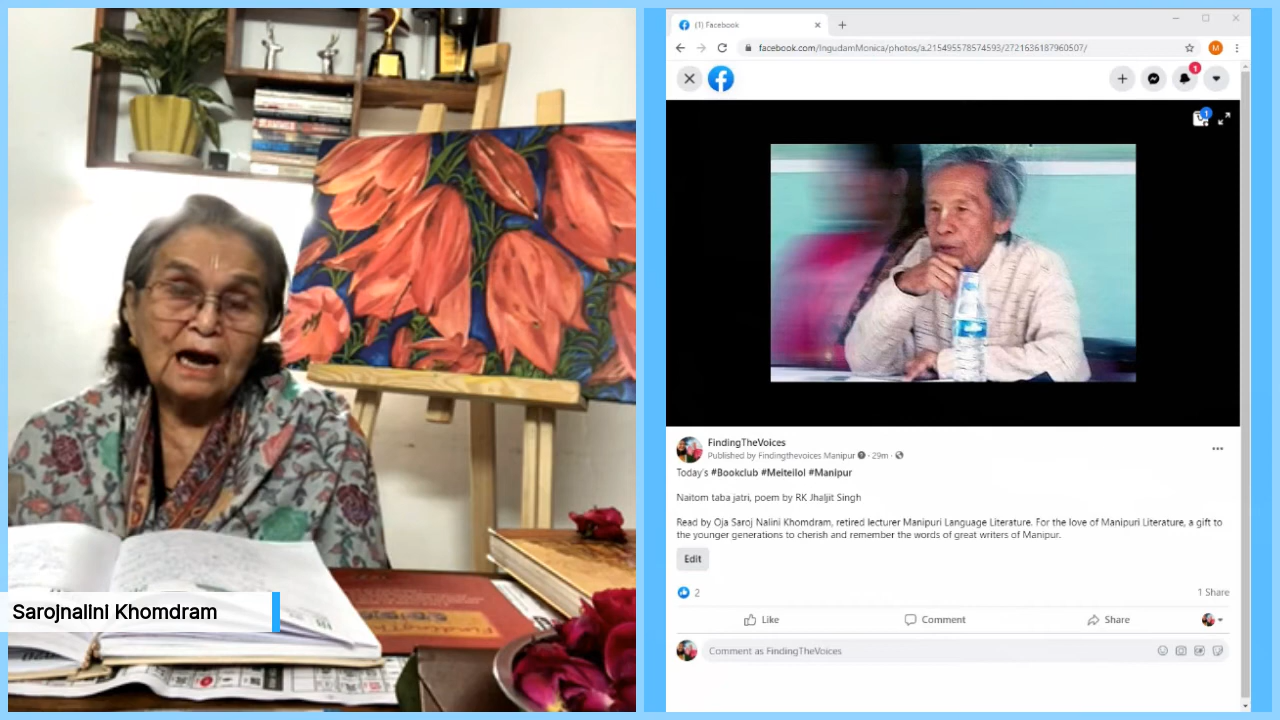 Sarojnalini Khomdram
(1) Facebook
facebook.com/IngudamMonica/photos/a.215495578574593/2721636187960507/
M
1
1
FindingTheVoices
Published by Findingthevoices Manipur · 29m ·
Today's #Bookclub #Meiteilol #Manipur
Naitom taba jatri, poem by RK Jhaljit Singh
Read by Oja Saroj Nalini Khomdram, retired lecturer Manipuri Language Literature. For the love of Manipuri Literature, a gift to
the younger generations to cherish and remember the words of great writers of Manipur.
Edit
2
1 Share
Like
Comment
Share
Comment as FindingTheVoices